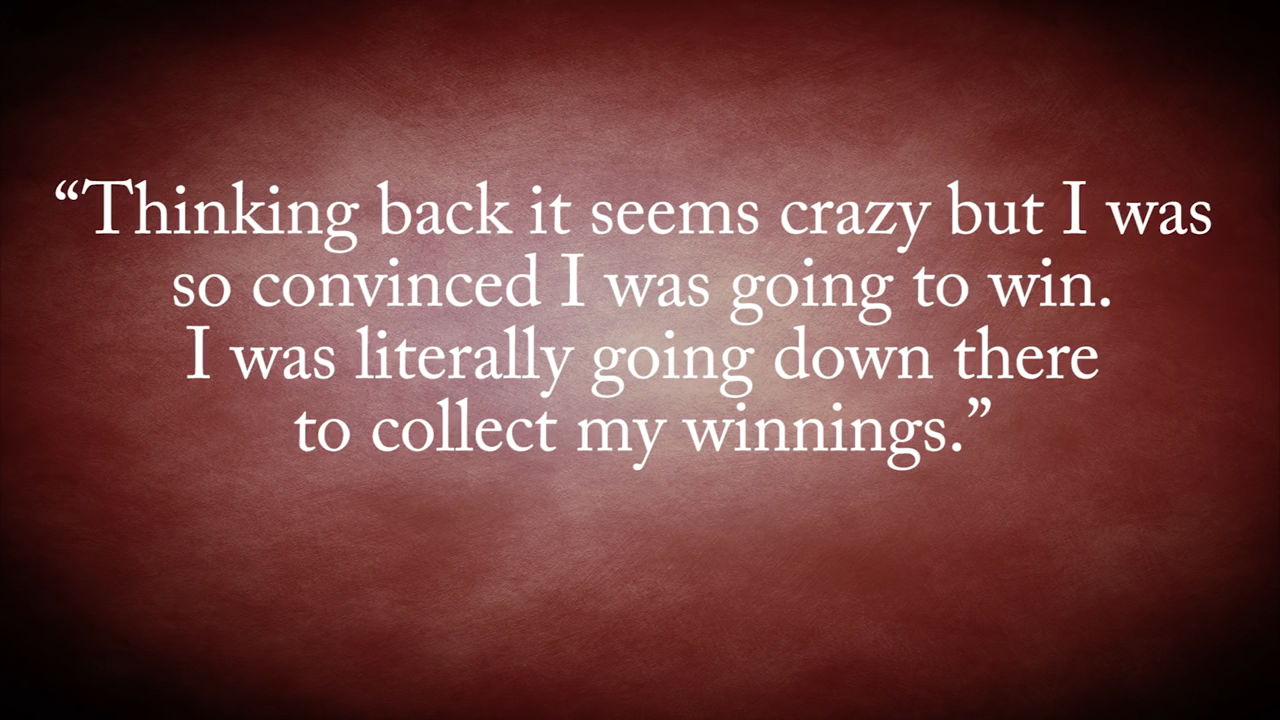 “Thinking back it seems crazy but I was
so convinced I was going to win.
I was literally going down there
to collect my winnings.”